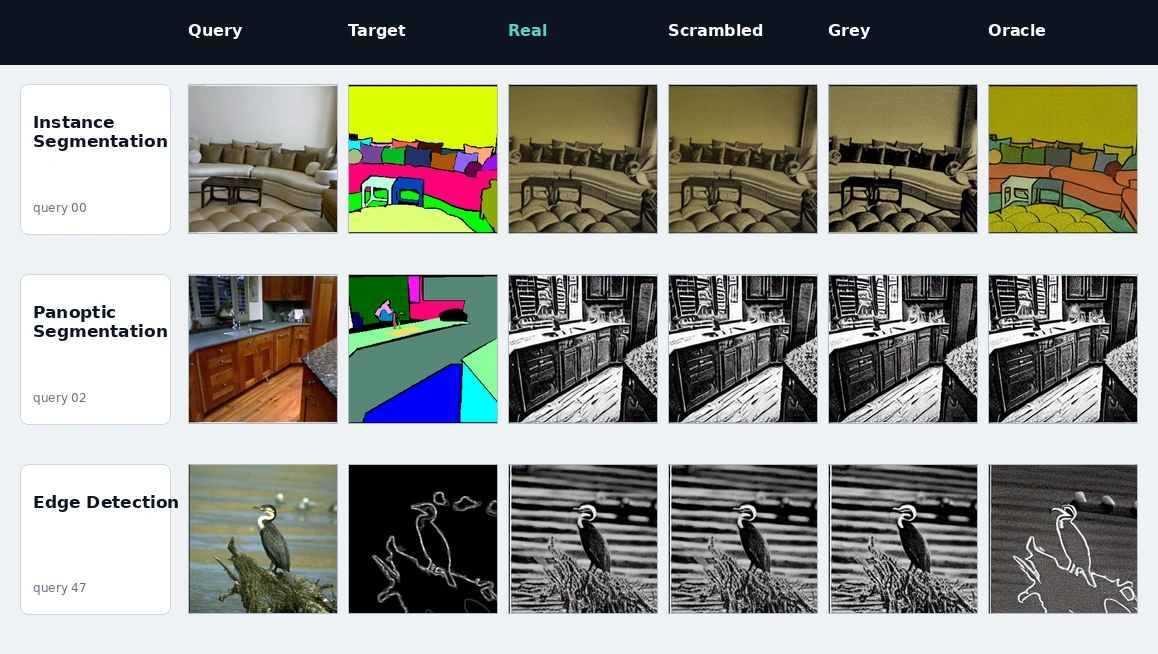 Query Target Real Scrambled Grey Oracle
Instance
Segmentation
query 00
Panoptic
Segmentation
query 02
Edge Detection
query 47